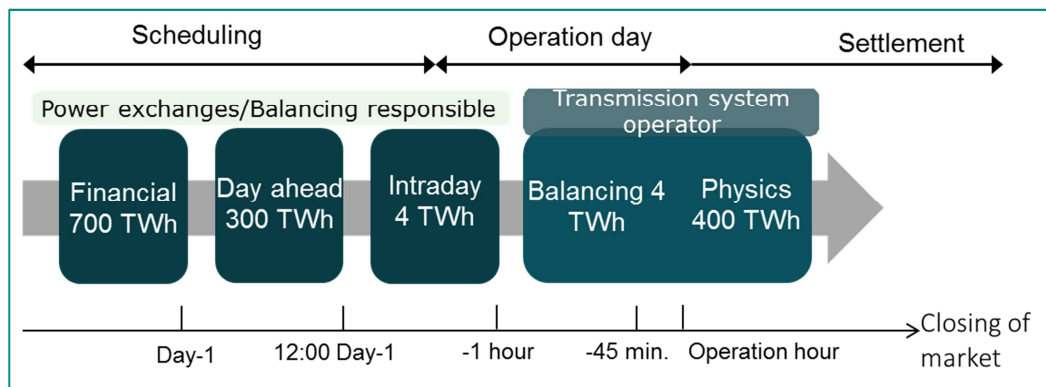 Scheduling
Operation day
Settlement
Power exchanges/Balancing responsible
Transmission system
operator
Financial
700 TWh
Day ahead
300 TWh
Intraday
4 TWh
Balancing 4
TWh
Physics
400 TWh
Day-1
12:00 Day-1
-1 hour
-45 min.
Operation hour
Closing of
market